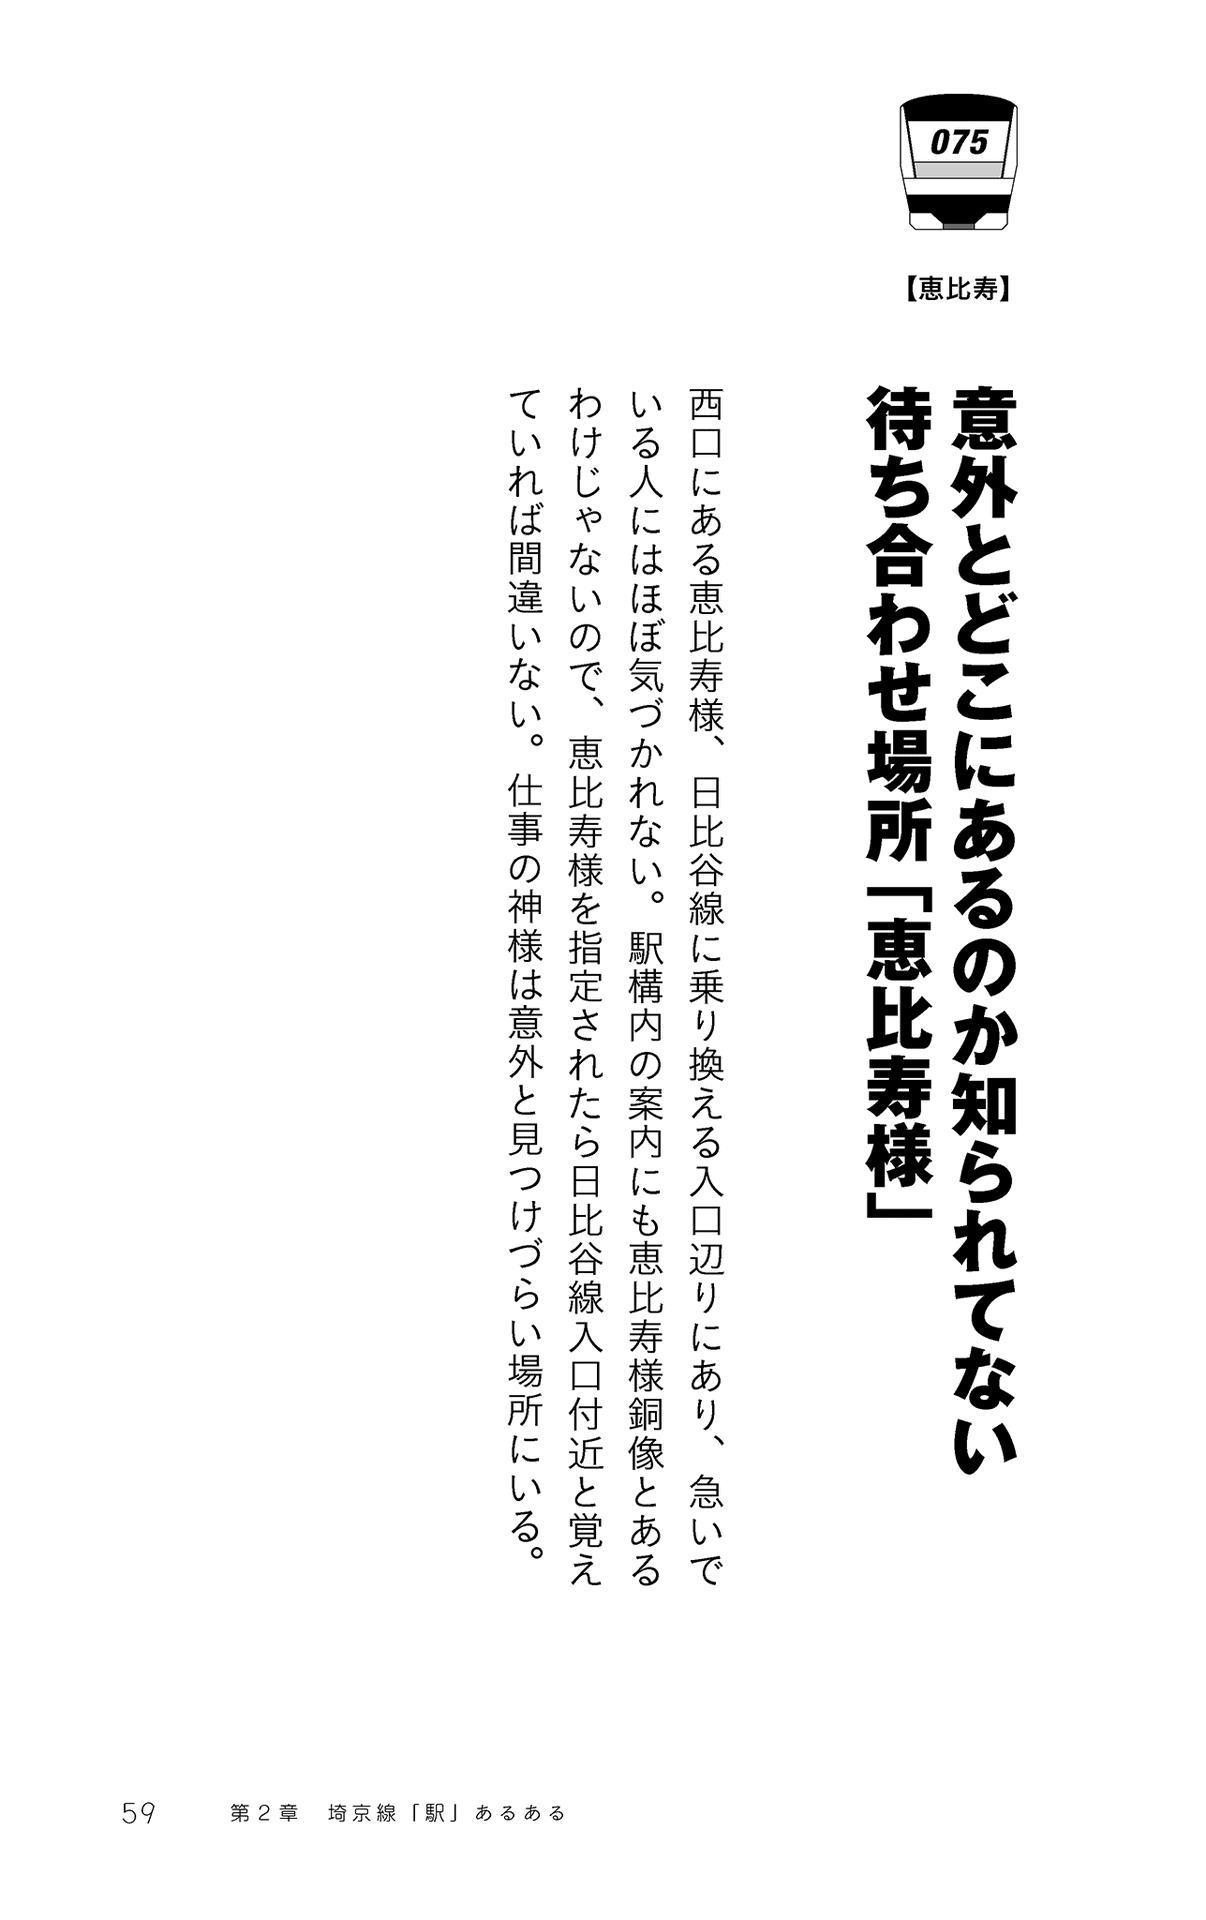 075
【恵比寿】
意外とどこにあるのか知られてない
待ち合わせ場所「恵比寿様」
西口にある恵比寿様、日比谷線に乗り換える入口辺りにあり、急いで
いる人にはほぼ気づかれない。駅構内の案内にも恵比寿様銅像とある
わけじゃないので、恵比寿様を指定されたら日比谷線入口付近と覚え
ていれば間違いない。仕事の神様は意外と見つけづらい場所にいる。
59 第2章 埼京線「駅」あるある